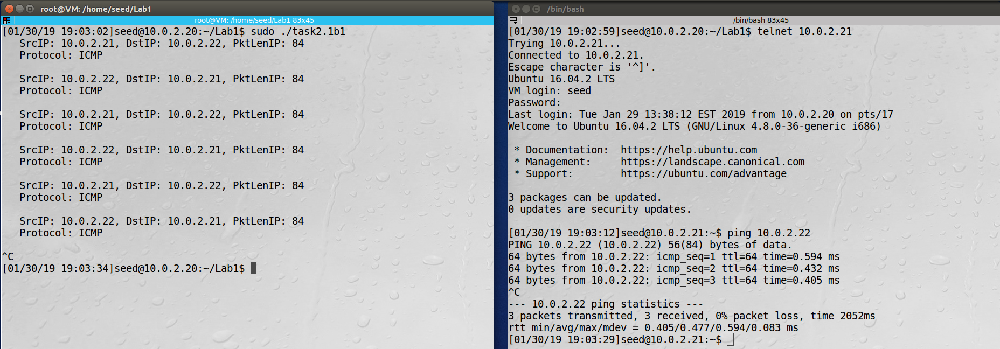 root@VM: /home/seed/Lab1
root@VM: /home/seed/Lab1 83x45
[01/30/19 19:03:02]seed@10.0.2.20:~/Lab1$ sudo ./task2.1b1
   SrcIP: 10.0.2.21, DstIP: 10.0.2.22, PktLenIP: 84
   Protocol: ICMP

   SrcIP: 10.0.2.22, DstIP: 10.0.2.21, PktLenIP: 84
   Protocol: ICMP

   SrcIP: 10.0.2.21, DstIP: 10.0.2.22, PktLenIP: 84
   Protocol: ICMP

   SrcIP: 10.0.2.22, DstIP: 10.0.2.21, PktLenIP: 84
   Protocol: ICMP

   SrcIP: 10.0.2.21, DstIP: 10.0.2.22, PktLenIP: 84
   Protocol: ICMP

   SrcIP: 10.0.2.22, DstIP: 10.0.2.21, PktLenIP: 84
   Protocol: ICMP

^C
[01/30/19 19:03:34]seed@10.0.2.20:~/Lab1$
/bin/bash
/bin/bash 83x45
[01/30/19 19:02:59]seed@10.0.2.20:~/Lab1$ telnet 10.0.2.21
Trying 10.0.2.21...
Connected to 10.0.2.21.
Escape character is '^]'.
Ubuntu 16.04.2 LTS
VM login: seed
Password:
Last login: Tue Jan 29 13:38:12 EST 2019 from 10.0.2.20 on pts/17
Welcome to Ubuntu 16.04.2 LTS (GNU/Linux 4.8.0-36-generic i686)

 * Documentation:  https://help.ubuntu.com
 * Management:     https://landscape.canonical.com
 * Support:        https://ubuntu.com/advantage

3 packages can be updated.
0 updates are security updates.

[01/30/19 19:03:12]seed@10.0.2.21:~$ ping 10.0.2.22
PING 10.0.2.22 (10.0.2.22) 56(84) bytes of data.
64 bytes from 10.0.2.22: icmp_seq=1 ttl=64 time=0.594 ms
64 bytes from 10.0.2.22: icmp_seq=2 ttl=64 time=0.432 ms
64 bytes from 10.0.2.22: icmp_seq=3 ttl=64 time=0.405 ms
^C
--- 10.0.2.22 ping statistics ---
3 packets transmitted, 3 received, 0% packet loss, time 2052ms
rtt min/avg/max/mdev = 0.405/0.477/0.594/0.083 ms
[01/30/19 19:03:29]seed@10.0.2.21:~$